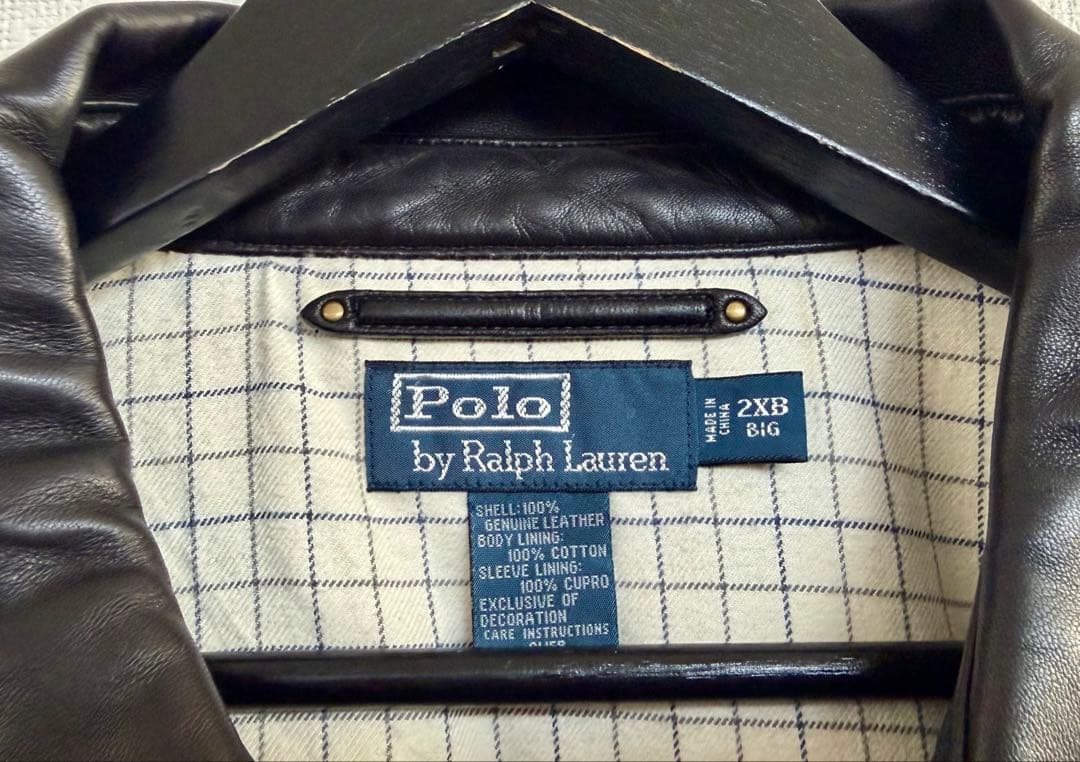 Polo
by Ralph Lauren
MADE IN
CHINA
2XB
BIG
SHELL: 100%
GENUINE LEATHER
BODY LINING:
100% COTTON
SLEEVE LINING:
100% CUPRO
EXCLUSIVE OF
DECORATION
CARE INSTRUCTIONS